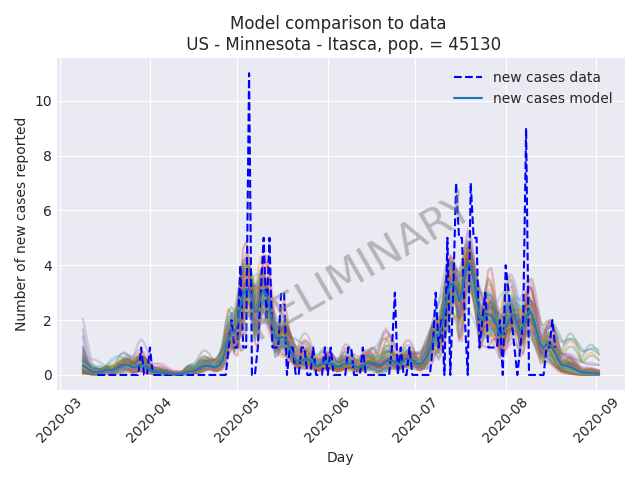 Model comparison to data
US - Minnesota - Itasca, pop. = 45130
new cases data
new cases model
Number of new cases reported
10
8
6
4
2
0
PRELIMINARY
2020-03
2020-04
2020-05
2020-06
2020-07
2020-08
2020-09
Day